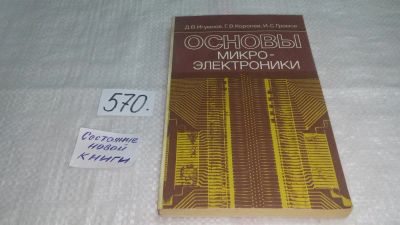 Д.В.Игумнов, Г.В.Королев, И.С.Громов
ОСНОВЫ
МИКРО-
ЭЛЕКТРОНИКИ
570.
Состояние
новой
книги